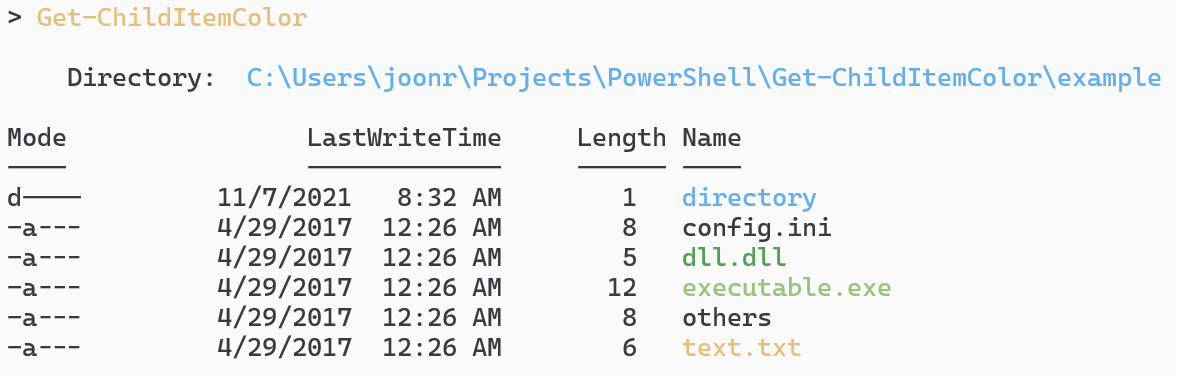 > Get-ChildItemColor
    Directory:  C:\Users\joonr\Projects\PowerShell\Get-ChildItemColor\example
Mode                LastWriteTime     Length Name
----                -------------     ------ ----
d-----         11/7/2021   8:32 AM        1   directory
-a---         4/29/2017  12:26 AM        8   config.ini
-a---         4/29/2017  12:26 AM        5   dll.dll
-a---         4/29/2017  12:26 AM       12   executable.exe
-a---         4/29/2017  12:26 AM        8   others
-a---         4/29/2017  12:26 AM        6   text.txt